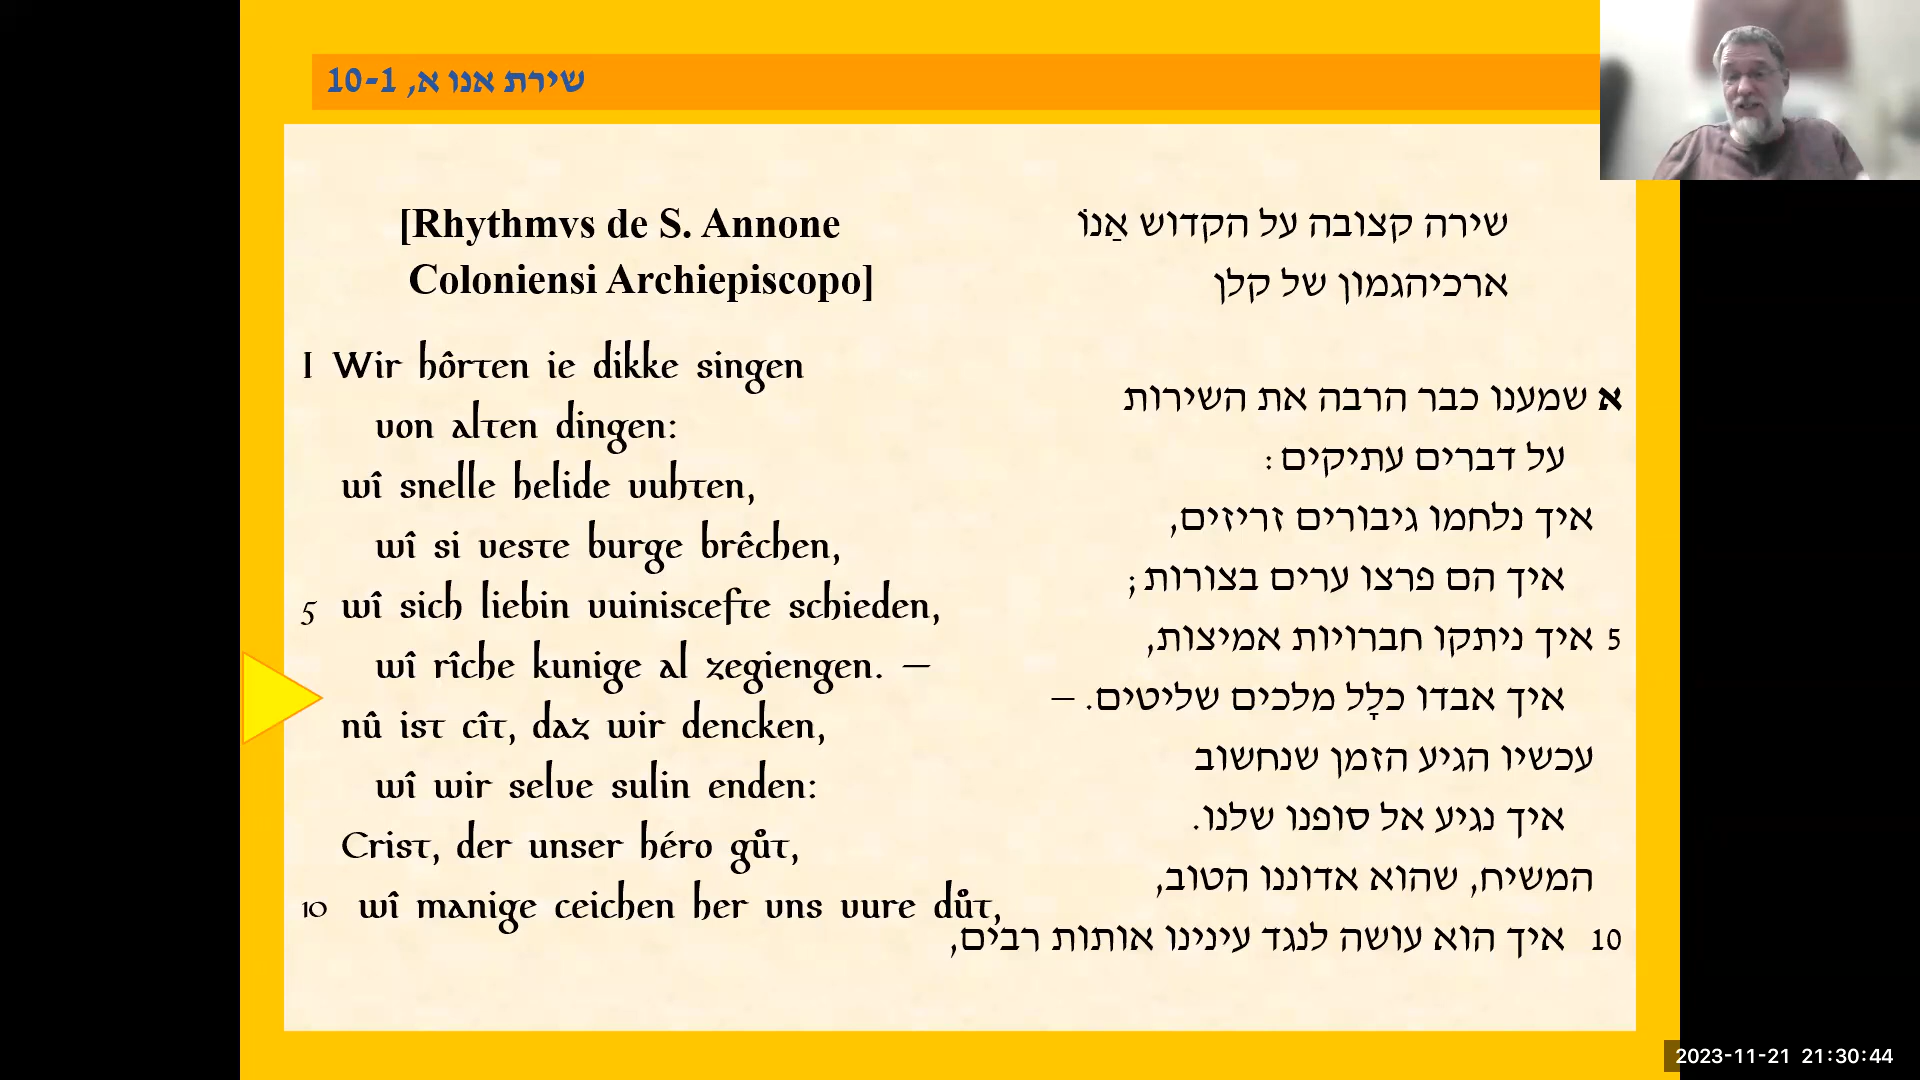 שירת אנו א, 1-10
[Rhythmvs de S. Annone
Coloniensi Archiepiscopo]
I Wir hôrten ie dikke singen
von alten dingen:
wî snelle helide vuhten,
wî si veste burge brêchen,
5 wî sich liebin vuiniscefte schieden,
wî rîche kunige al zegiengen. —
nû ist cît, daz wir dencken,
wî wir selve sulin enden:
Crist, der unser héro gůt,
10 wî manige ceichen her uns vure důt,
שירה קצובה על הקדוש אַנוֹ
ארכיהגמון של קלן
א שמענו כבר הרבה את השירות
על דברים עתיקים:
איך נלחמו גיבורים זריזים,
איך הם פרצו ערים בצורות;
5 איך ניתקו חברויות אמיצות,
איך אבדו כלָל מלכים שליטים. –
עכשיו הגיע הזמן שנחשוב
איך נגיע אל סופנו שלנו.
המשיח, שהוא אדוננו הטוב,
10 איך הוא עושה לנגד עינינו אותות רבים,
2023-11-21 21:30:44